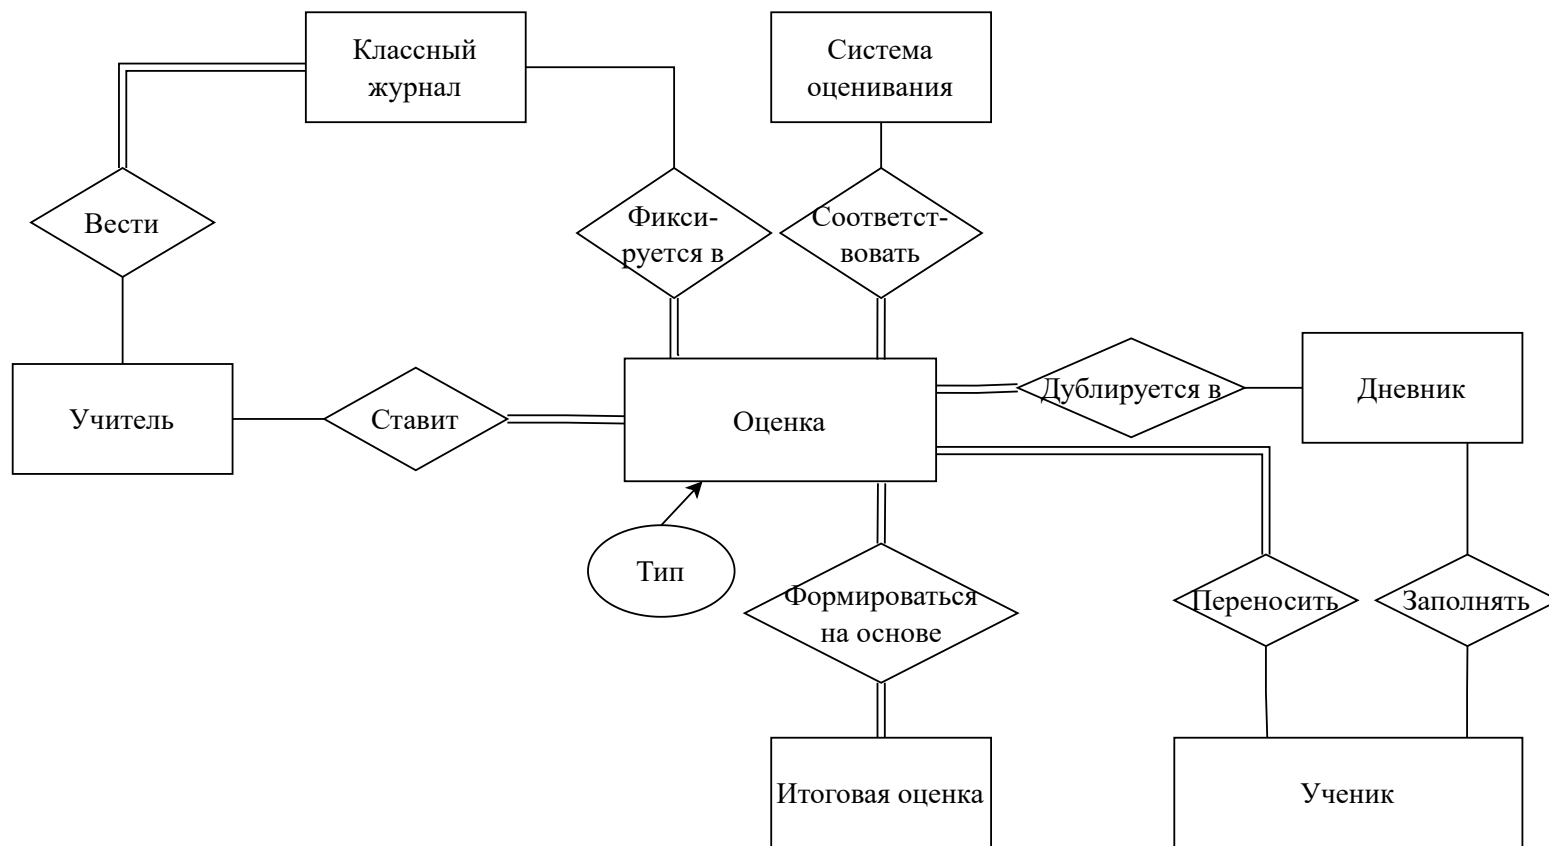 Классный
журнал
Система
оценивания
Вести
Фикси-
руется в
Соответст-
вовать
Учитель
Ставит
Оценка
Дублируется в
Дневник
Тип
Формироваться
на основе
Переносить
Заполнять
Итоговая оценка
Ученик